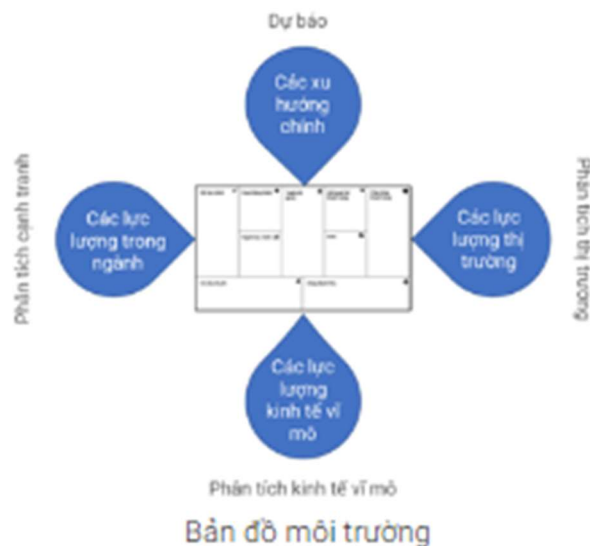 Dự báo
Các xu
hướng
chính
Phân tích cạnh tranh
Các lực
lượng trong
ngành
Các lực
lượng thị
trường
Phân tích thị trường
Các lực
lượng
kinh tế vĩ
mô
Phân tích kinh tế vĩ mô
Bản đồ môi trường